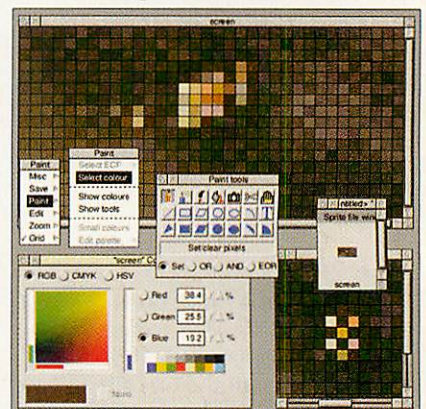 screen
Paint
Misc
Save
Paint
Edit
Zoom
✓ Grid
Paint
Select ECF
Select colour
Show colours
Show tools
Small colours
Edit palette
Paint tools
Set clear pixels
Set OR AND EOR
Sprite file
screen
"screen"
RGB CMYK HSV
Red 38.4 %
Green 25.5 %
Blue 19.2 %
None